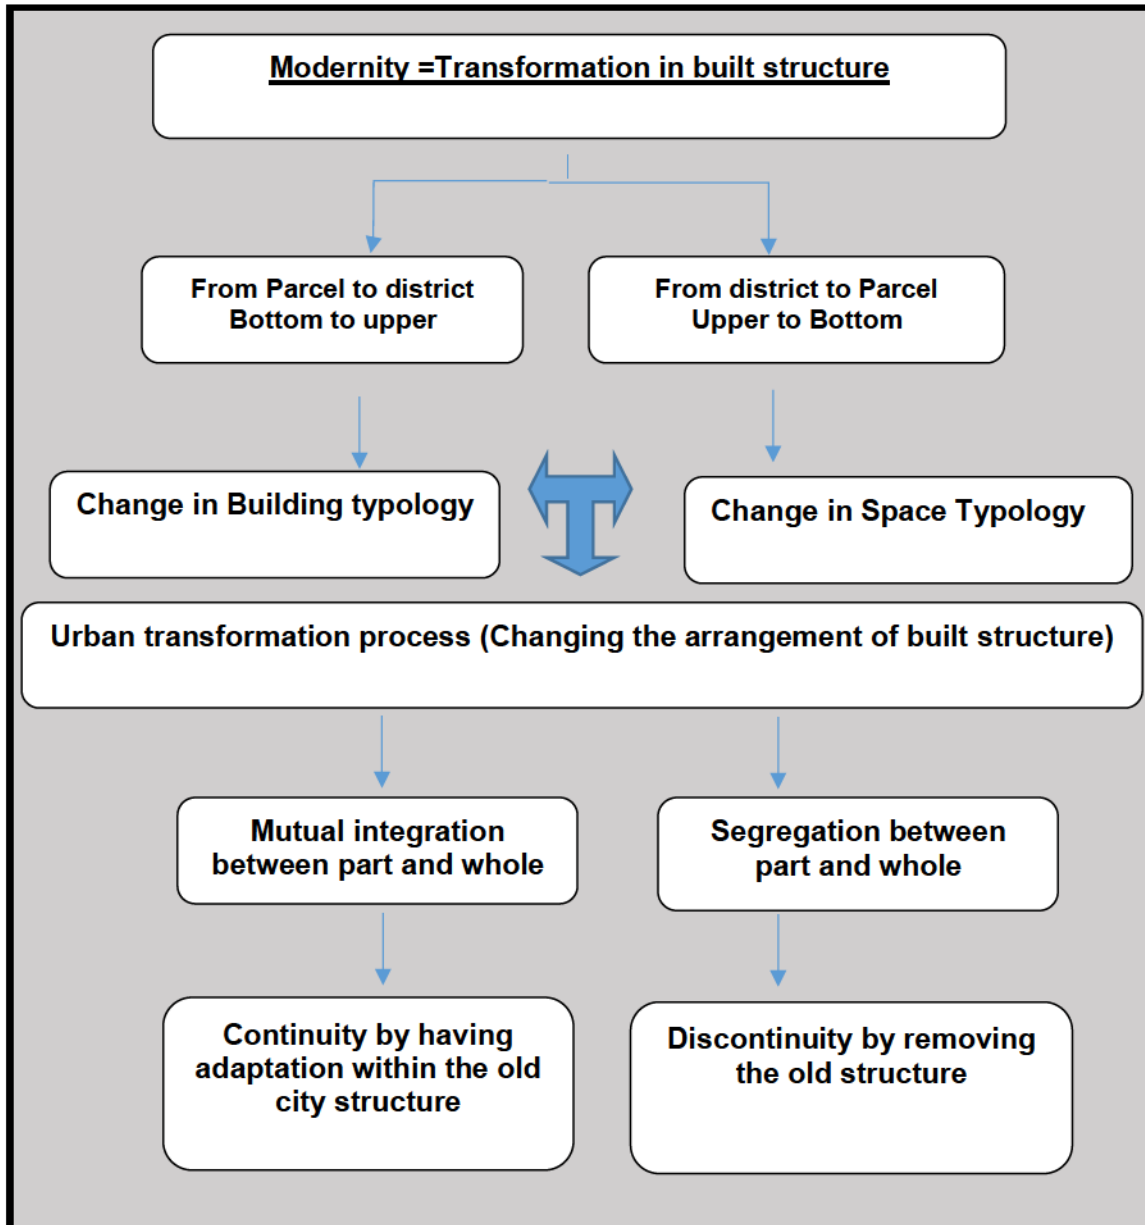 Modernity =Transformation in built structure
From Parcel to district
Bottom to upper
From district to Parcel
Upper to Bottom
Change in Building typology
Change in Space Typology
Urban transformation process (Changing the arrangement of built structure)
Mutual integration
between part and whole
Segregation between
part and whole
Continuity by having
adaptation within the old
city structure
Discontinuity by removing
the old structure